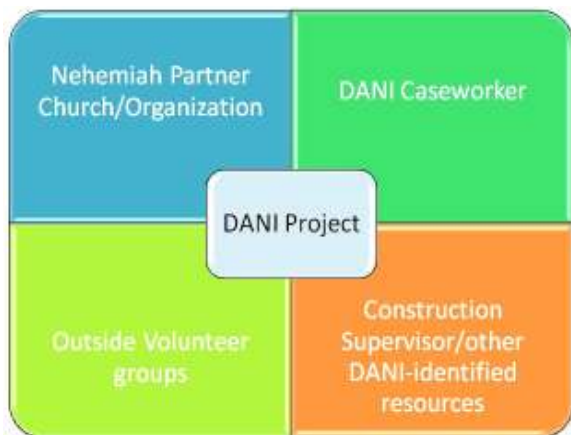 Nehemiah Partner
Church/Organization
DANI Caseworker
DANI Project
Outside Volunteer
groups
Construction
Supervisor/other
DANI-identified
resources